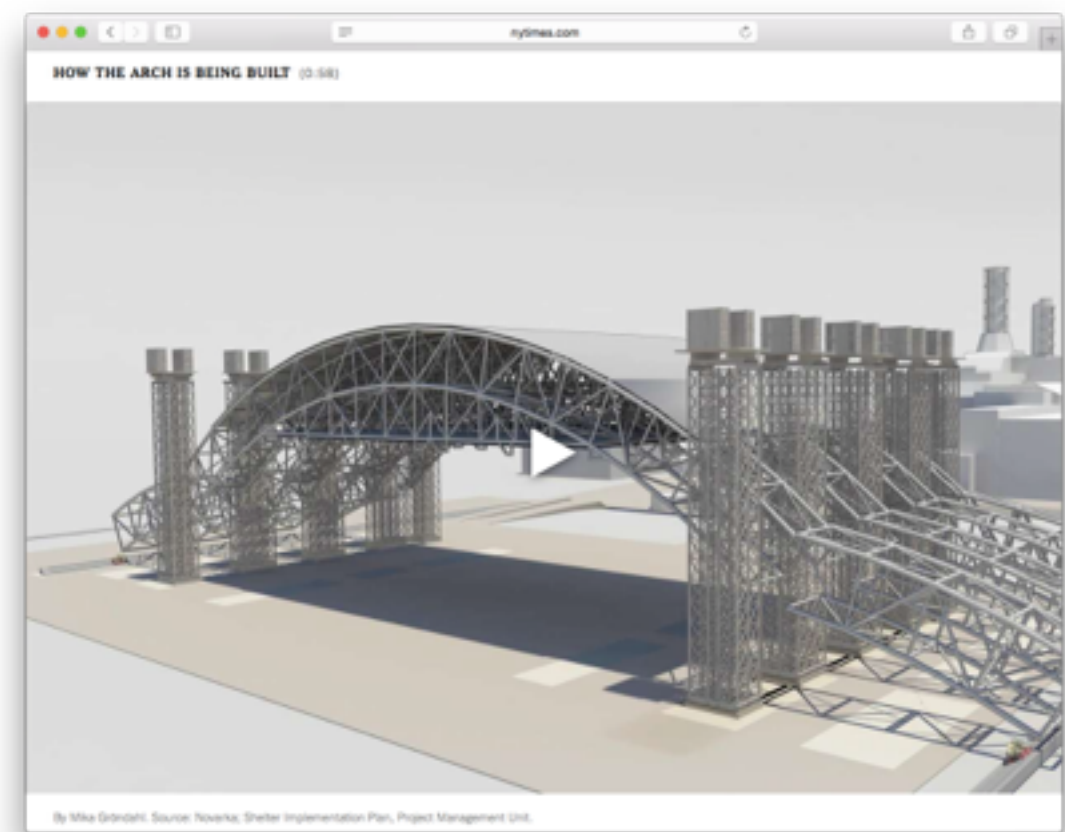 nytimes.com
HOW THE ARCH IS BEING BUILT (0:58)
By Mika Gröndahl. Source: Novarka; Shelter Implementation Plan, Project Management Unit.